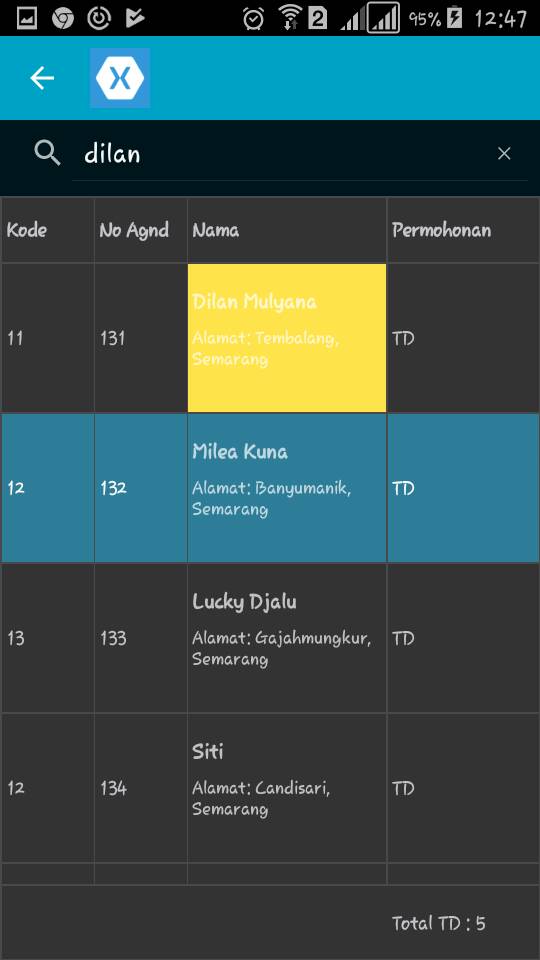 2 95% 12:47
dilan
Kode No Agnd Nama Permohonan
11 131 Dilan Mulyana TD
Alamat: Tembalang,
Semarang
12 132 Milea Kuna TD
Alamat: Banyumanik,
Semarang
13 133 Lucky Djalu TD
Alamat: Gajahmungkur,
Semarang
12 134 Siti TD
Alamat: Candisari,
Semarang
Total TD : 5